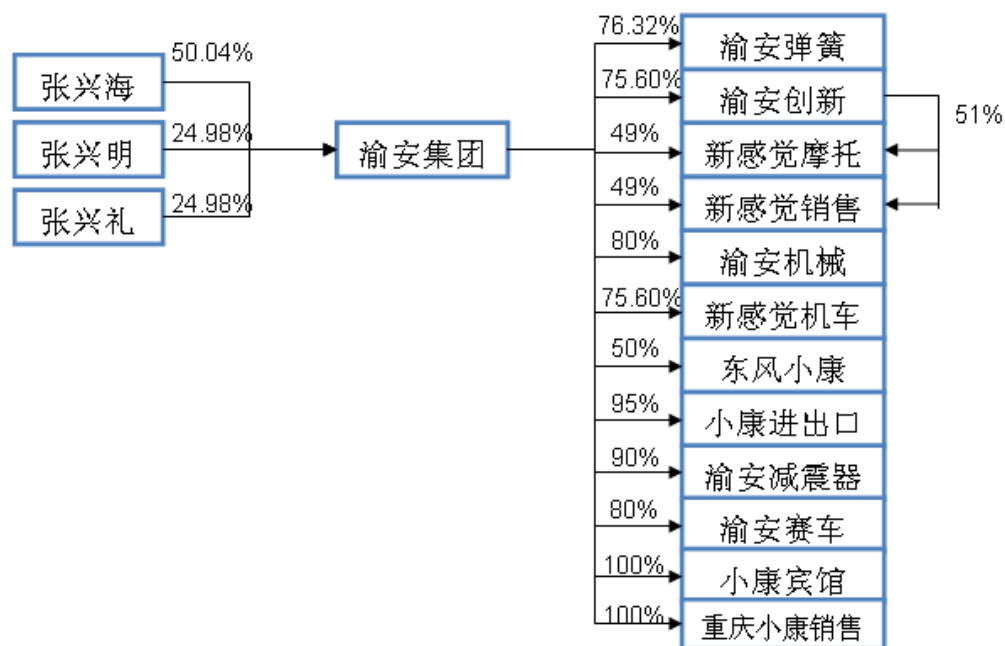 50.04%
张兴海
24.98%
张兴明
24.98%
张兴礼
渝安集团
76.32%
渝安弹簧
75.60%
渝安创新
51%
49%
新感觉摩托
49%
新感觉销售
80%
渝安机械
75.60%
新感觉机车
50%
东风小康
95%
小康进出口
90%
渝安减震器
80%
渝安赛车
100%
小康宾馆
100%
重庆小康销售